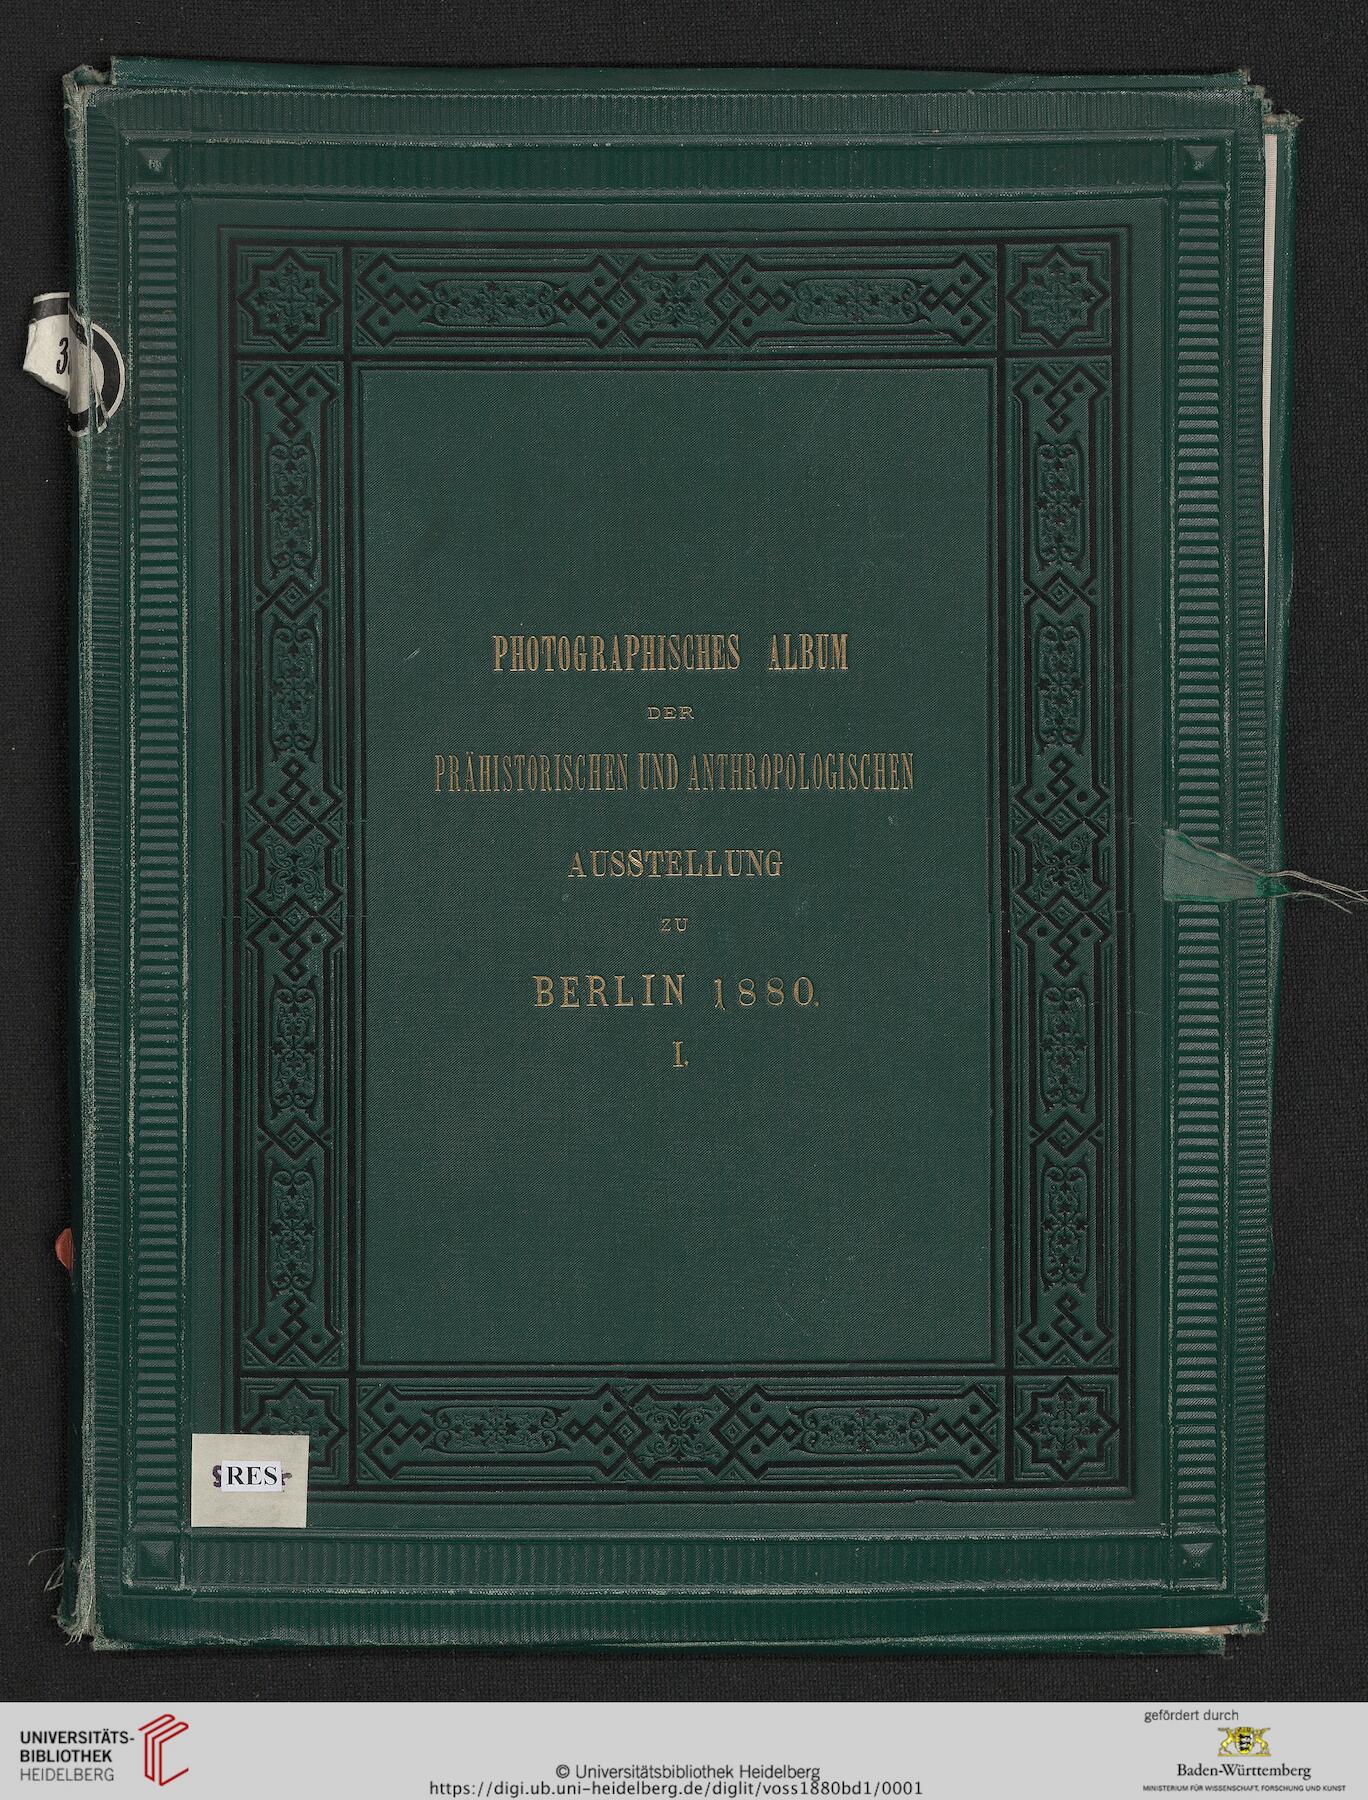 3
PHOTOGRAPHISCHES ALBUM
DER
PRÄHISTORISCHEN UND ANTHROPOLOGISCHEN
AUSSTELLUNG
ZU
BERLIN 1880.
I.
RES
UNIVERSITÄTS-
BIBLIOTHEK
HEIDELBERG
© Universitätsbibliothek Heidelberg
https://digi.ub.uni-heidelberg.de/diglit/voss1880bd1/0001
gefördert durch
Baden-Württemberg
MINISTERIUM FÜR WISSENSCHAFT, FORSCHUNG UND KUNST